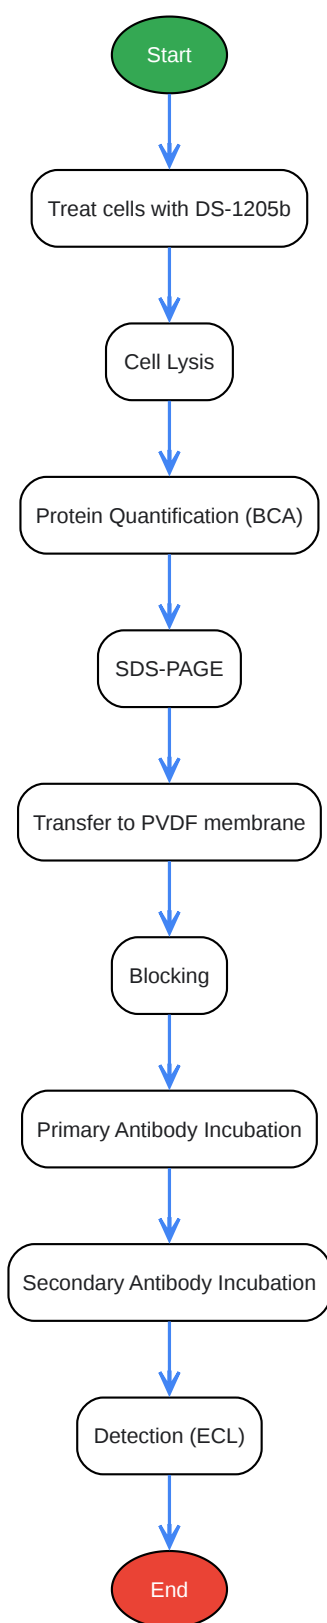 Start
Treat cells with DS-1205b
Cell Lysis
Protein Quantification (BCA)
SDS-PAGE
Transfer to PVDF membrane
Blocking
Primary Antibody Incubation
Secondary Antibody Incubation
Detection (ECL)
End